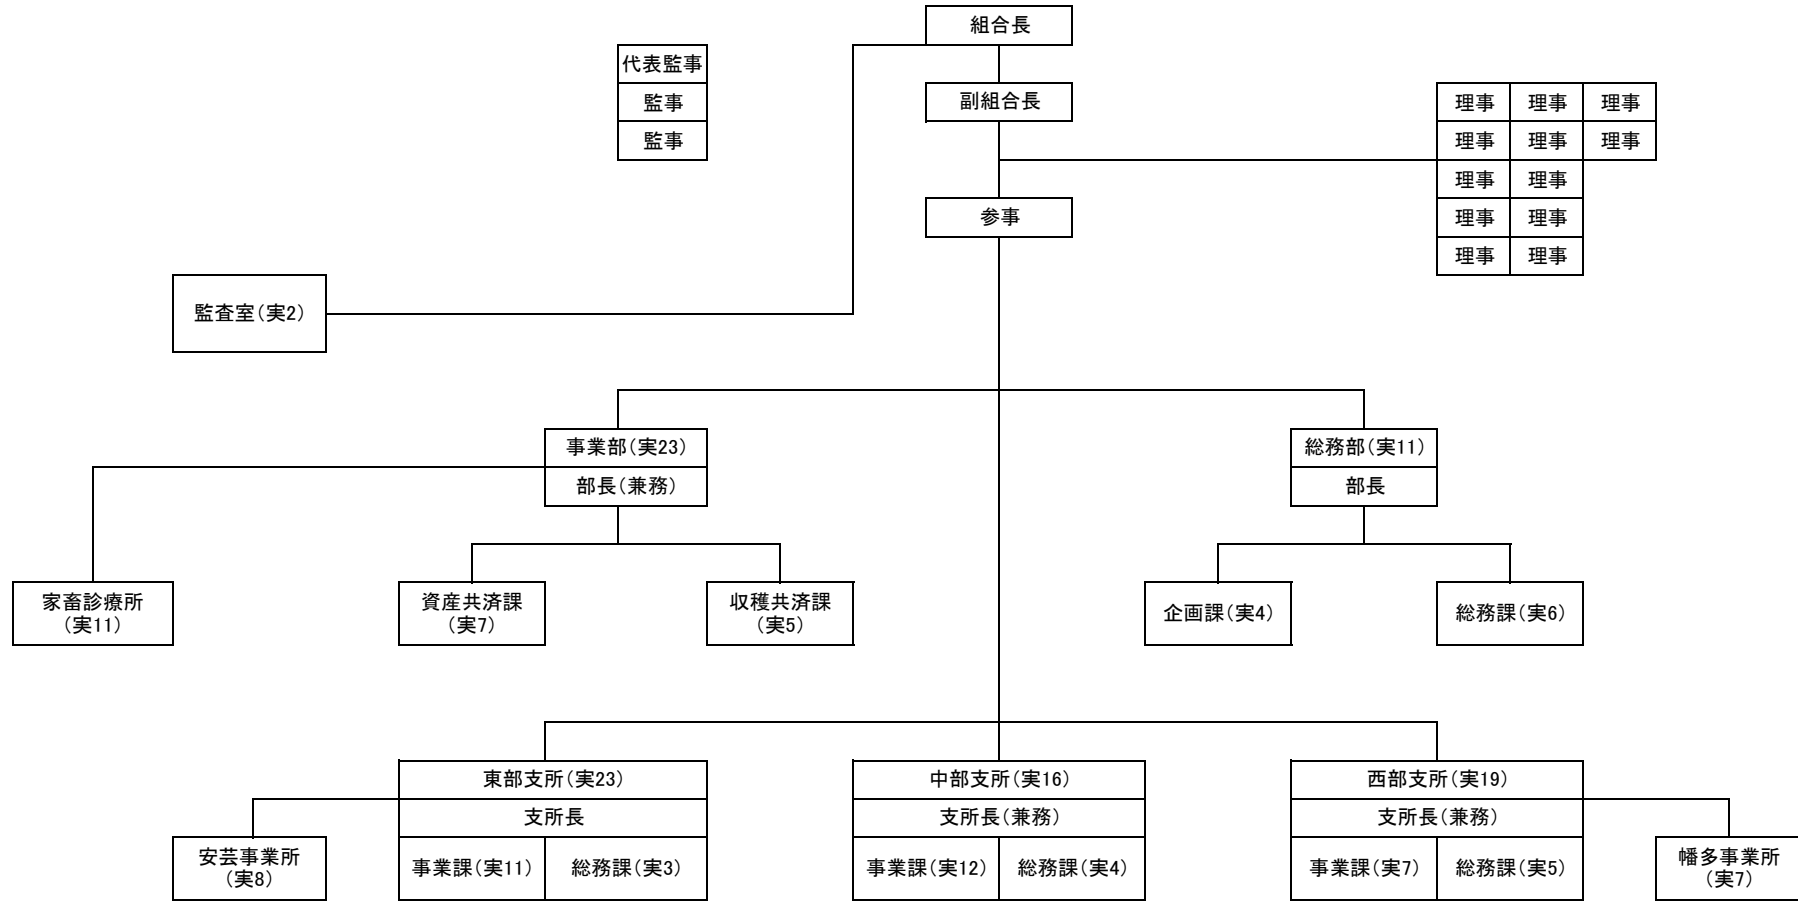 組合長
代表監事
監事
監事
副組合長
理事 理事 理事
理事 理事 理事
理事 理事
理事 理事
理事 理事
参事
監査室(実2)
事業部(実23)
部長(兼務)
総務部(実11)
部長
家畜診療所
(実11)
資産共済課
(実7)
収穫共済課
(実5)
企画課(実4)
総務課(実6)
東部支所(実23)
支所長
事業課(実11) 総務課(実3)
安芸事業所
(実8)
中部支所(実16)
支所長(兼務)
事業課(実12) 総務課(実4)
西部支所(実19)
支所長(兼務)
事業課(実7) 総務課(実5)
幡多事業所
(実7)